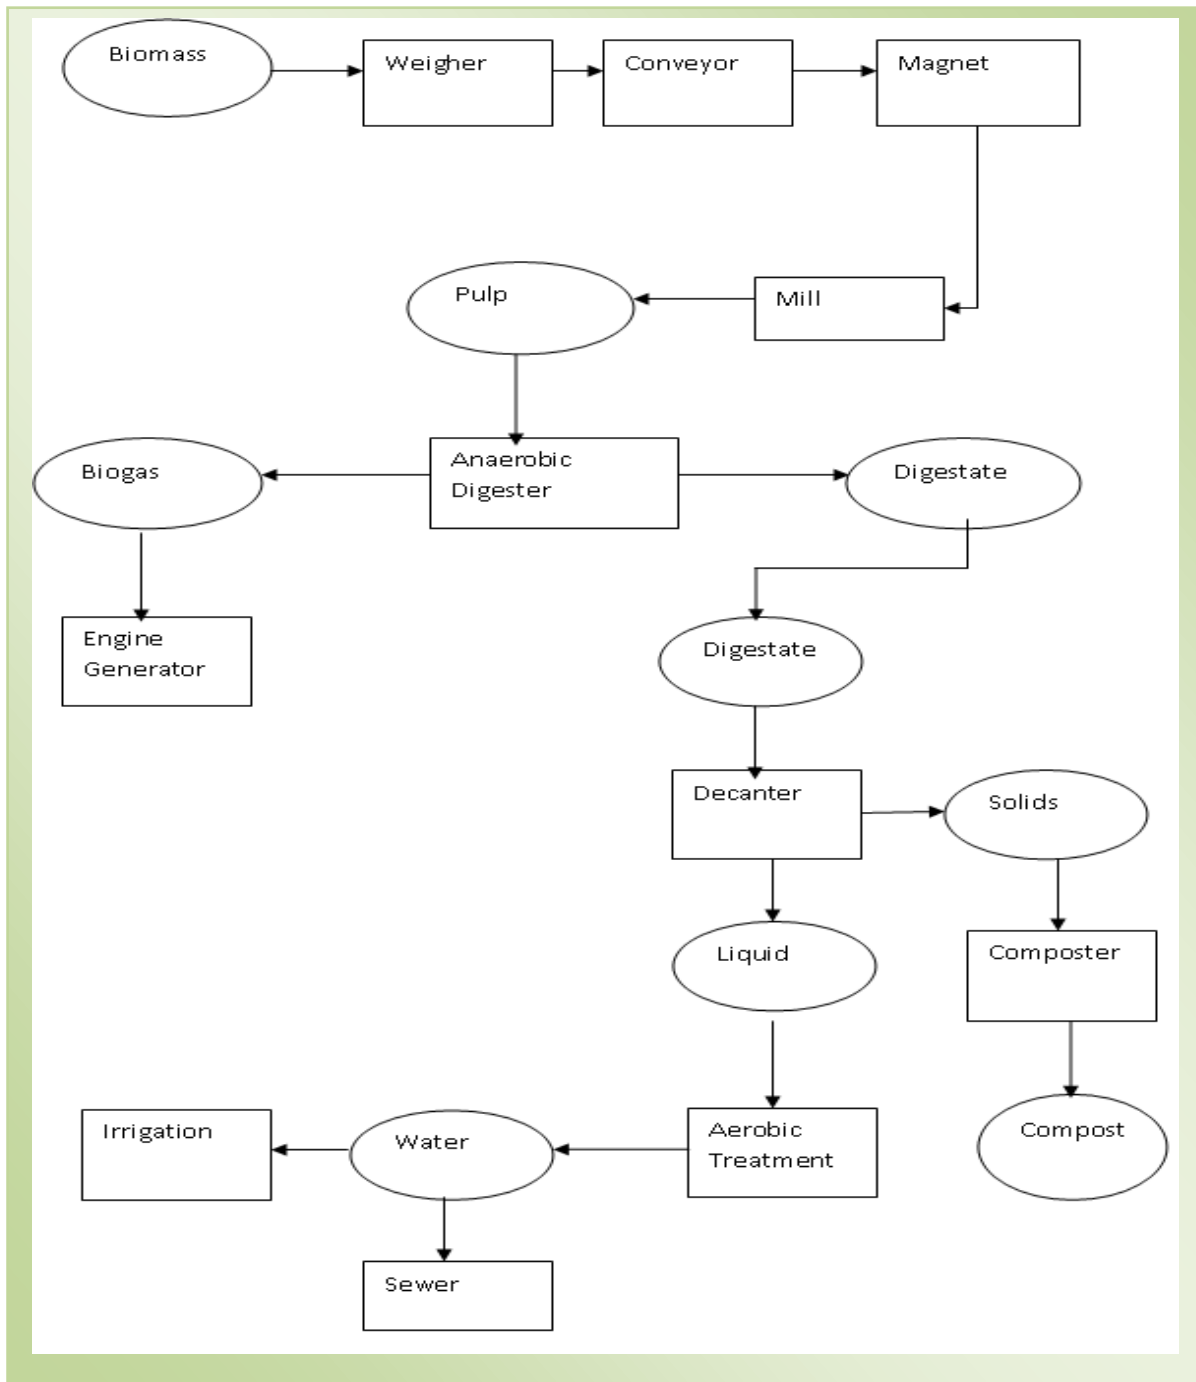 Biomass
Weigher
Conveyor
Magnet
Pulp
Mill
Biogas
Anaerobic
Digester
Digestate
Engine
Generator
Digestate
Decanter
Solids
Liquid
Composter
Irrigation
Water
Aerobic
Treatment
Compost
Sewer